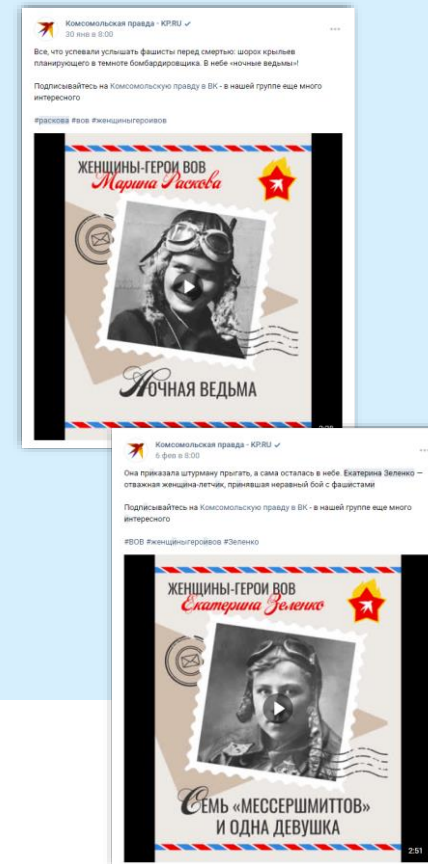 Комсомольская правда - KP.RU
30 янв в 8:00
Все, что успевали услышать фашисты перед смертью: шорох крыльев
планирующего в темноте бомбардировщика. В небе «ночные ведьмы»!
Подписывайтесь на Комсомольскую правду в ВК - в нашей группе еще много
интересного
#раскова #вов #женщиныгероивов
ЖЕНЩИНЫ-ГЕРОИ ВОВ
Марина Раскова
НОЧНАЯ ВЕДЬМА
Комсомольская правда - KP.RU
6 фев в 8:00
Она приказала штурману прыгать, а сама осталась в небе. Екатерина Зеленко –
отважная женщина-летчик, принявшая неравный бой с фашистами
Подписывайтесь на Комсомольскую правду в ВК - в нашей группе еще много
интересного
#ВОВ #женщиныгероивов #Зеленко
ЖЕНЩИНЫ-ГЕРОИ ВОВ
Екатерина Зеленко
СЕМЬ «МЕССЕРШМИТТОВ»
И ОДНА ДЕВУШКА
2:51